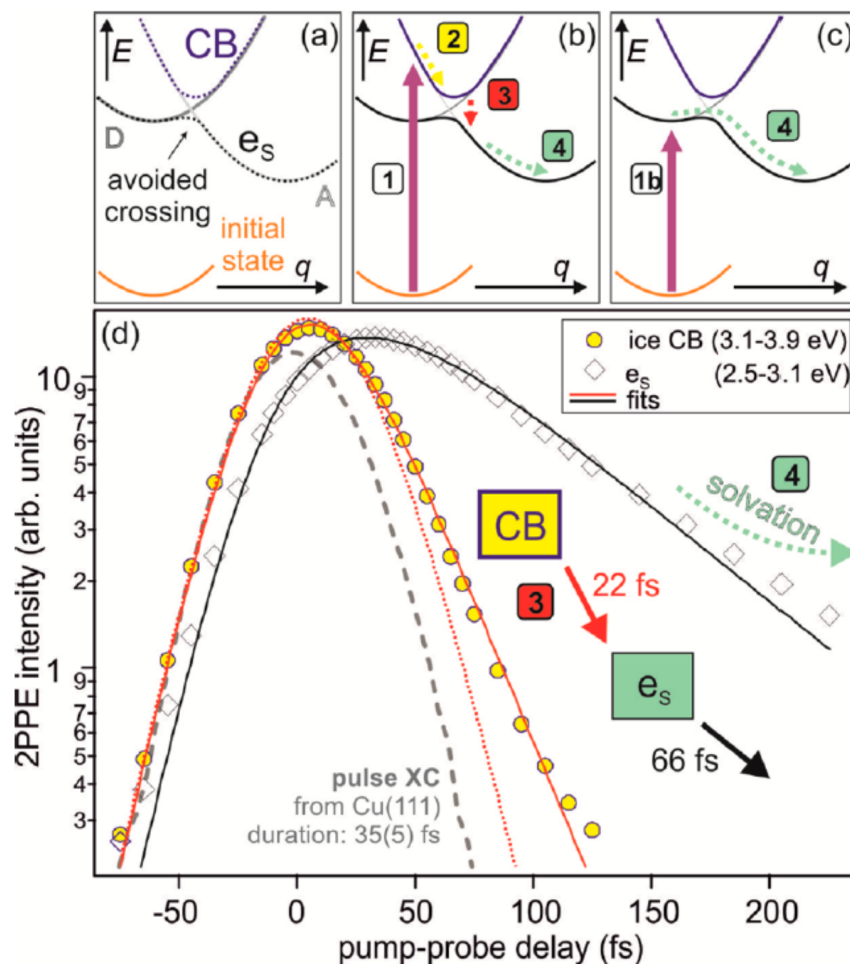 E
CB
(a)
D
e_S
avoided
crossing
A
initial
state
q
E
(b)
2
3
4
1
q
E
(c)
4
1b
q
(d)
ice CB (3.1-3.9 eV)
e_S (2.5-3.1 eV)
fits
2PPE intensity (arb. units)
10
9
8
7
6
5
4
3
2
1
9
8
7
6
5
4
3
4
solvation
CB
3
22 fs
e_S
66 fs
pulse XC
from Cu(111)
duration: 35(5) fs
-50 0 50 100 150 200
pump-probe delay (fs)